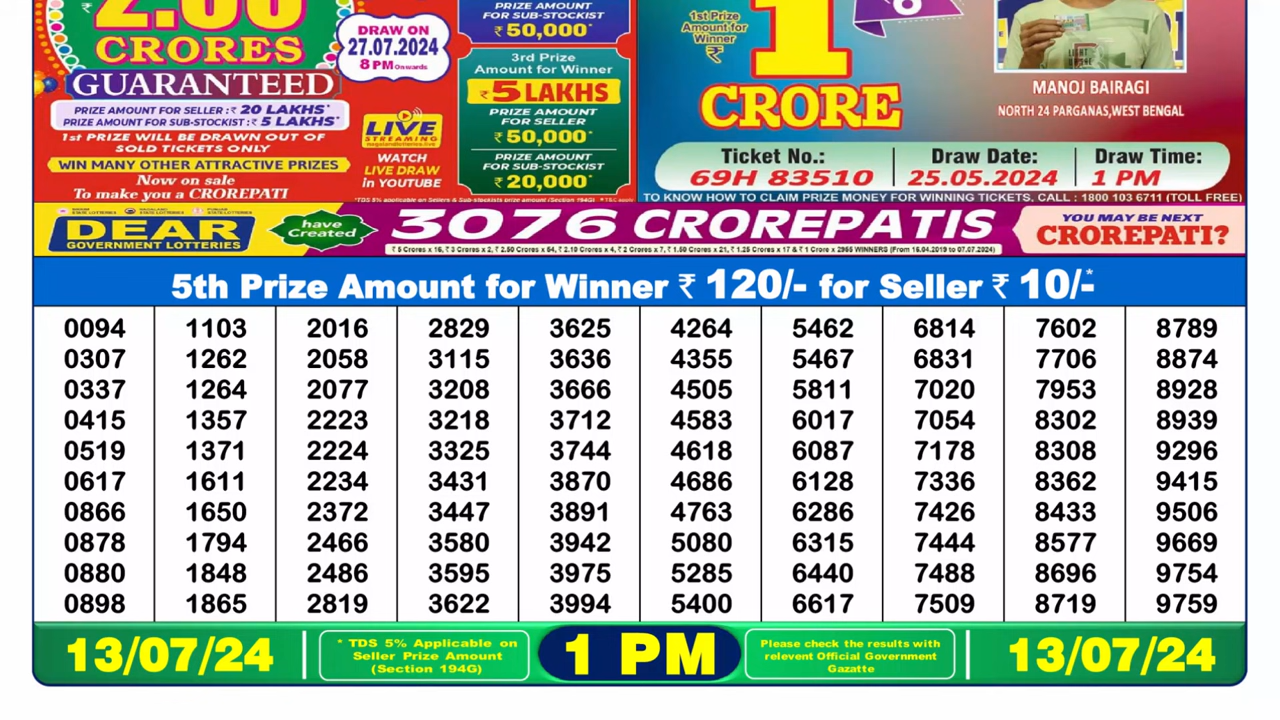 2.00
CRORES
GUARANTEED
PRIZE AMOUNT FOR SELLER : ₹ 20 LAKHS*
PRIZE AMOUNT FOR SUB-STOCKIST : ₹ 5 LAKHS*
1ST PRIZE WILL BE DRAWN OUT OF
SOLD TICKETS ONLY
WIN MANY OTHER ATTRACTIVE PRIZES
Now on sale
To make you a CROREPATI
DRAW ON
27.07.2024
8 PM Onwards
LIVE
STREAMING
WATCH
LIVE DRAW
in YOUTUBE
PRIZE AMOUNT
FOR SUB-STOCKIST
₹ 50,000*
3rd Prize
Amount for Winner
₹ 5 LAKHS
PRIZE AMOUNT
FOR SELLER
₹ 50,000*
PRIZE AMOUNT
FOR SUB-STOCKIST
₹ 20,000*
1st Prize
Amount for
Winner
₹
1
CRORE
MANOJ BAIRAGI
NORTH 24 PARGANAS,WEST BENGAL
Ticket No.: Draw Date: Draw Time:
69H 83510 25.05.2024 1 PM
TO KNOW HOW TO CLAIM PRIZE MONEY FOR WINNING TICKETS, CALL : 1800 103 6711 (TOLL FREE)
DEAR
GOVERNMENT LOTTERIES
have
Created
3076 CROREPATIS
YOU MAY BE NEXT
CROREPATI?
5th Prize Amount for Winner ₹ 120/- for Seller ₹ 10/-*
0094 1103 2016 2829 3625 4264 5462 6814 7602 8789
0307 1262 2058 3115 3636 4355 5467 6831 7706 8874
0337 1264 2077 3208 3666 4505 5811 7020 7953 8928
0415 1357 2223 3218 3712 4583 6017 7054 8302 8939
0519 1371 2224 3325 3744 4618 6087 7178 8308 9296
0617 1611 2234 3431 3870 4686 6128 7336 8362 9415
0866 1650 2372 3447 3891 4763 6286 7426 8433 9506
0878 1794 2466 3580 3942 5080 6315 7444 8577 9669
0880 1848 2486 3595 3975 5285 6440 7488 8696 9754
0898 1865 2819 3622 3994 5400 6617 7509 8719 9759
13/07/24
* TDS 5% Applicable on
Seller Prize Amount
(Section 194G)
1 PM
Please check the results with
relevent Official Government
Gazatte
13/07/24